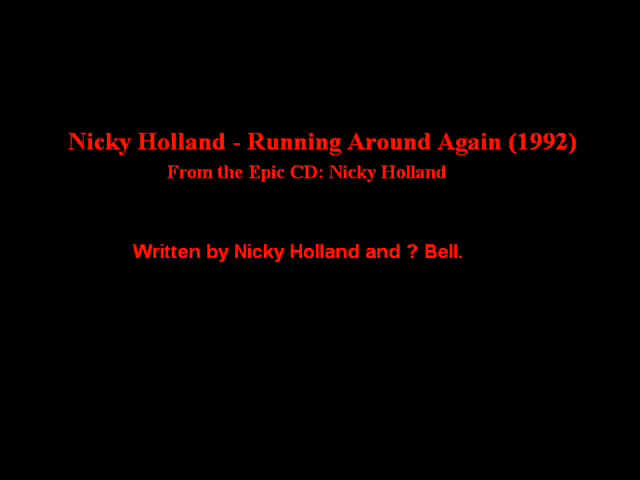 Nicky Holland - Running Around Again (1992)
From the Epic CD: Nicky Holland
Written by Nicky Holland and ? Bell.